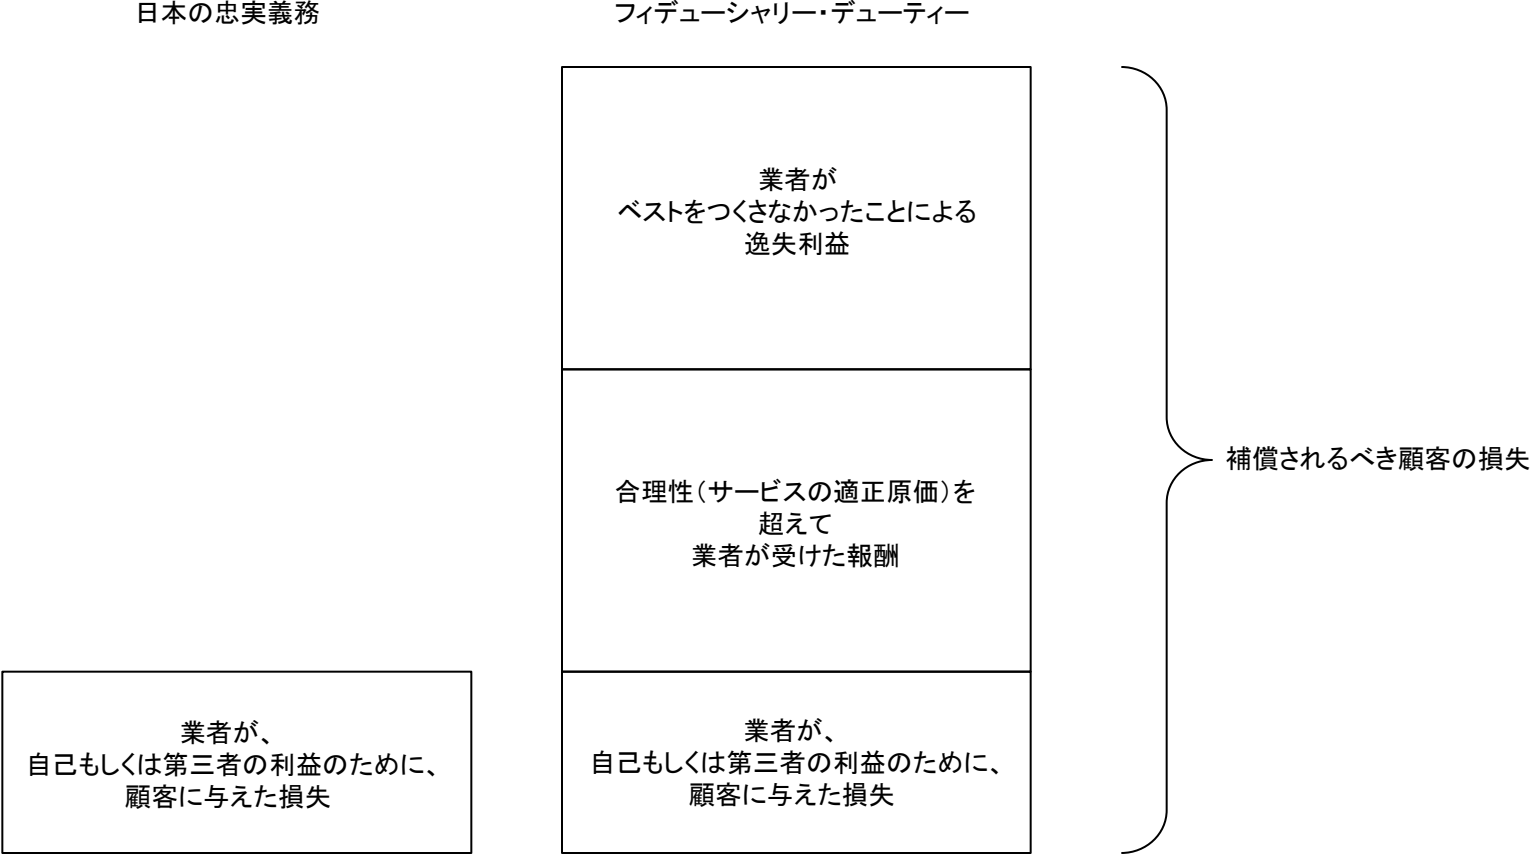 日本の忠実義務
フィデューシャリー・デューティー
業者が
ベストをつくさなかったことによる
逸失利益
合理性（サービスの適正原価）を
超えて
業者が受けた報酬
補償されるべき顧客の損失
業者が、
自己もしくは第三者の利益のために、
顧客に与えた損失
業者が、
自己もしくは第三者の利益のために、
顧客に与えた損失